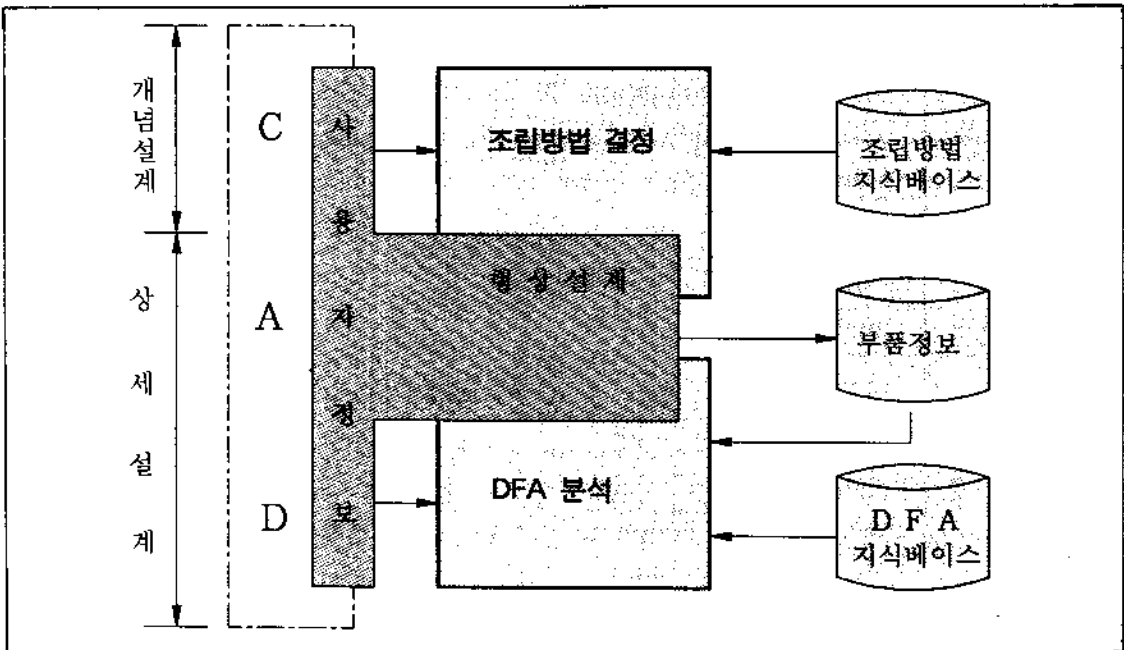 개념설계
상세설계
C
A
D
사용자정보
조립방법 결정
형상설계
DFA 분석
조립방법
지식베이스
부품정보
D F A
지식베이스